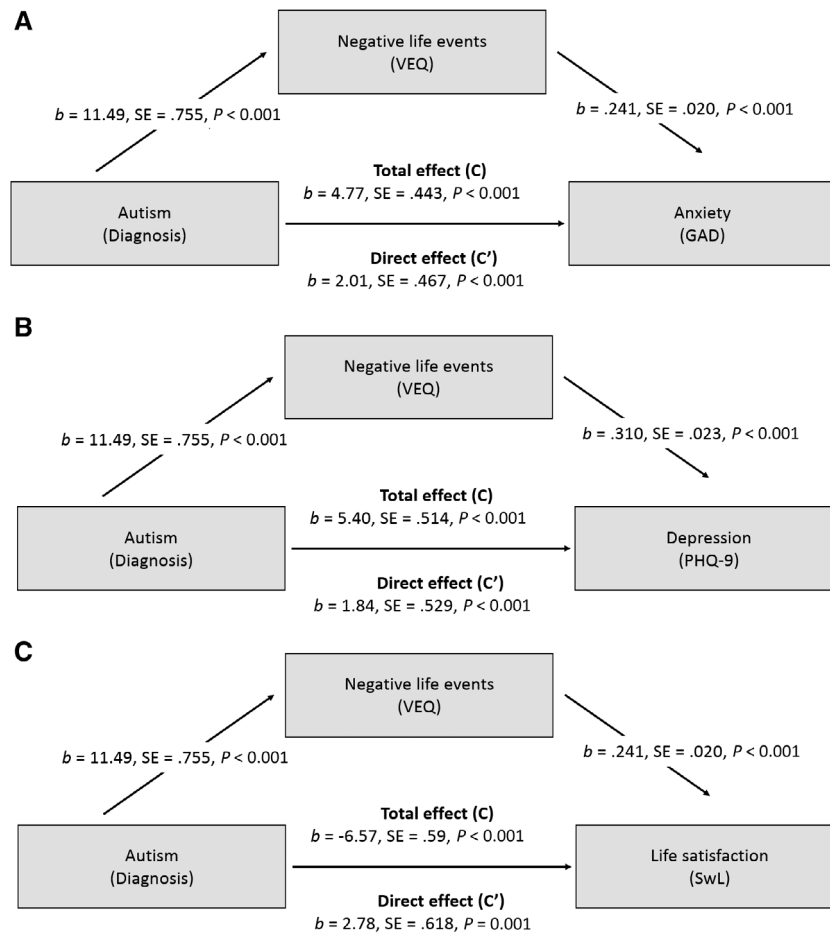 A
Negative life events
(VEQ)
b = 11.49, SE = .755, P < 0.001
b = .241, SE = .020, P < 0.001
Total effect (C)
b = 4.77, SE = .443, P < 0.001
Autism
(Diagnosis)
Anxiety
(GAD)
Direct effect (C’)
b = 2.01, SE = .467, P < 0.001
B
Negative life events
(VEQ)
b = 11.49, SE = .755, P < 0.001
b = .310, SE = .023, P < 0.001
Total effect (C)
b = 5.40, SE = .514, P < 0.001
Autism
(Diagnosis)
Depression
(PHQ-9)
Direct effect (C’)
b = 1.84, SE = .529, P < 0.001
C
Negative life events
(VEQ)
b = 11.49, SE = .755, P < 0.001
b = .241, SE = .020, P < 0.001
Total effect (C)
b = -6.57, SE = .59, P < 0.001
Autism
(Diagnosis)
Life satisfaction
(SwL)
Direct effect (C’)
b = 2.78, SE = .618, P = 0.001